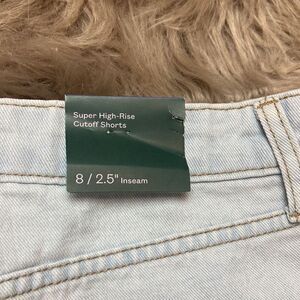 Super High-Rise
Cutoff Shorts
8 / 2.5" Inseam